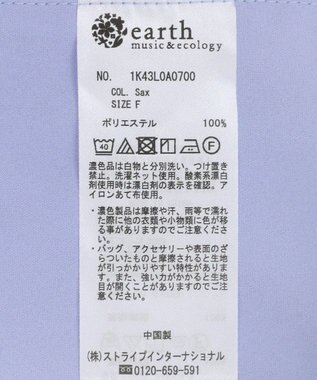 earth
music&ecology
NO. 1K43L0A0700
COL. Sax
SIZE F
ポリエステル 100%
40
濃色品は白物と分別洗い。つけ置き
禁止。洗濯ネット使用。酸素系漂白
剤使用時は漂白剤の表示を確認。ア
イロンあて布使用。
・濃色製品は摩擦や汗、雨等で濡れ
た際に他の衣類や小物類に色が移
る事がありますのでご注意くださ
い。
・バッグ、アクセサリーや表面のざ
らついたものと摩擦されると生地
が引っかかりやすい特性がありま
す。また、強い力がかかると生地に
目が開くことがありますのでご注
意ください。
中国製
(株)ストライプインターナショナル
0120-659-591